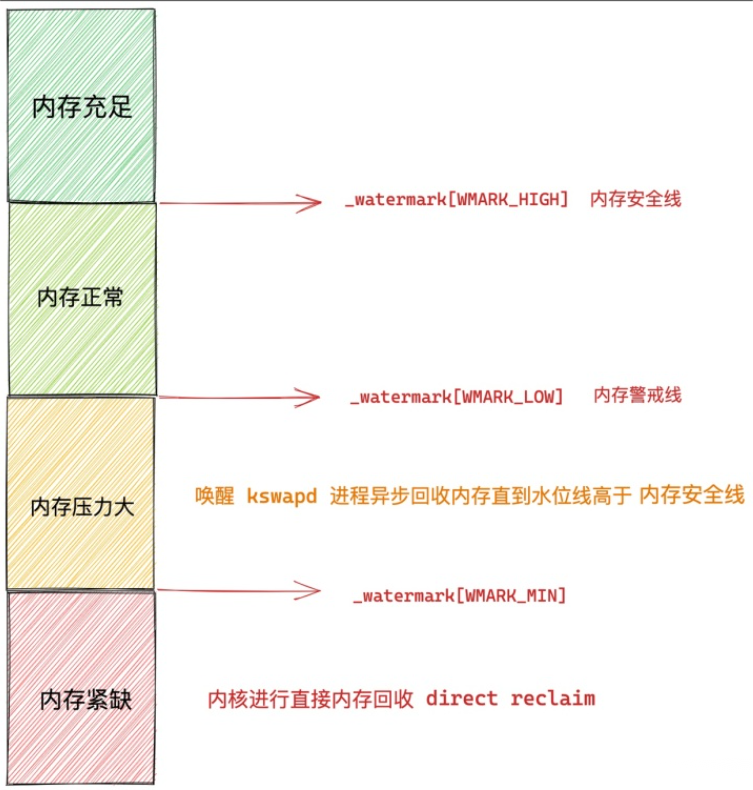 内存充足
_watermark[WMARK_HIGH] 内存安全线
内存正常
_watermark[WMARK_LOW] 内存警戒线
唤醒 kswapd 进程异步回收内存直到水位线高于 内存安全线
内存压力大
_watermark[WMARK_MIN]
内存紧缺
内核进行直接内存回收 direct reclaim